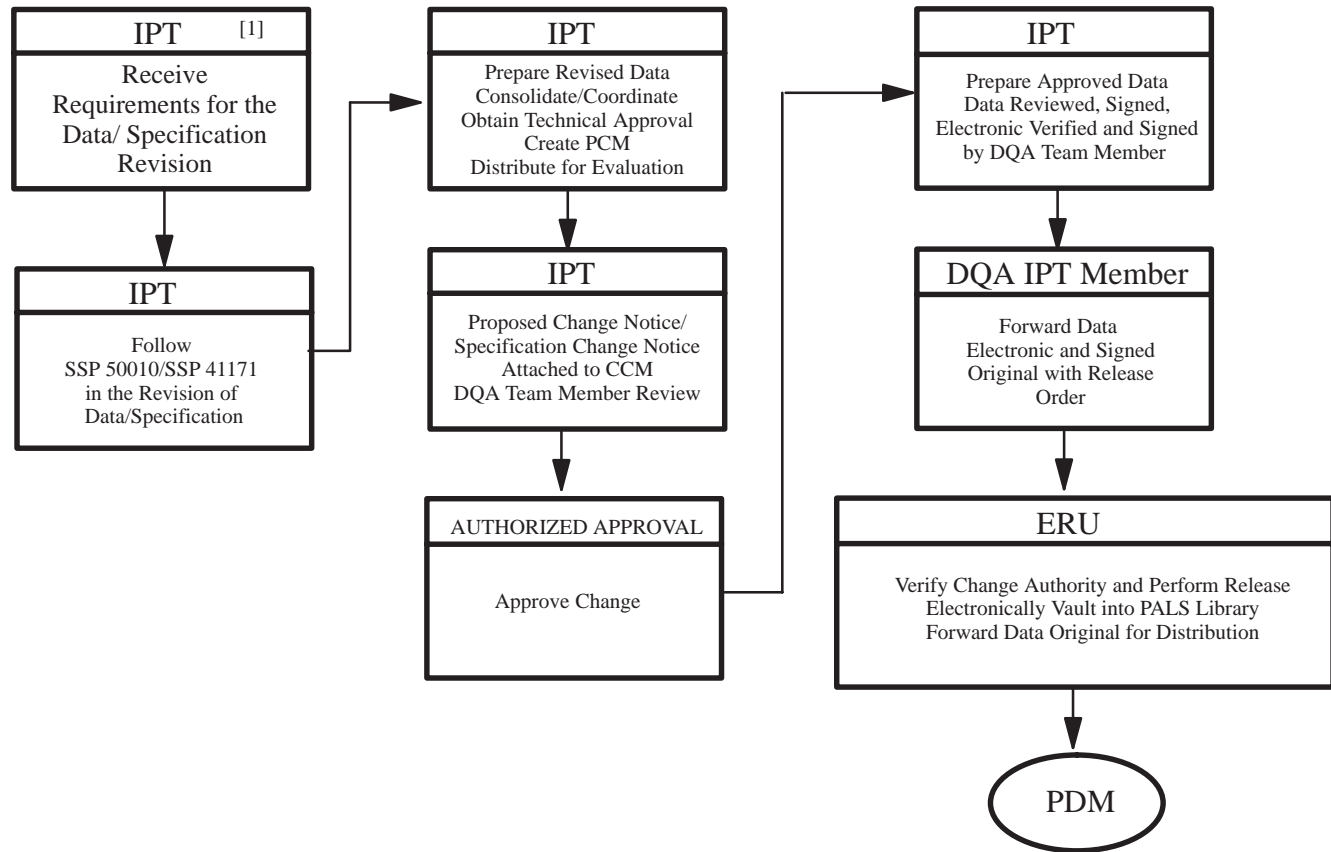 IPT [1]
Receive
Requirements for the
Data/ Specification
Revision
IPT
Follow
SSP 50010/SSP 41171
in the Revision of
Data/Specification
IPT
Prepare Revised Data
Consolidate/Coordinate
Obtain Technical Approval
Create PCM
Distribute for Evaluation
IPT
Proposed Change Notice/
Specification Change Notice
Attached to CCM
DQA Team Member Review
AUTHORIZED APPROVAL
Approve Change
IPT
Prepare Approved Data
Data Reviewed, Signed,
Electronic Verified and Signed
by DQA Team Member
DQA IPT Member
Forward Data
Electronic and Signed
Original with Release
Order
ERU
Verify Change Authority and Perform Release
Electronically Vault into PALS Library
Forward Data Original for Distribution
PDM